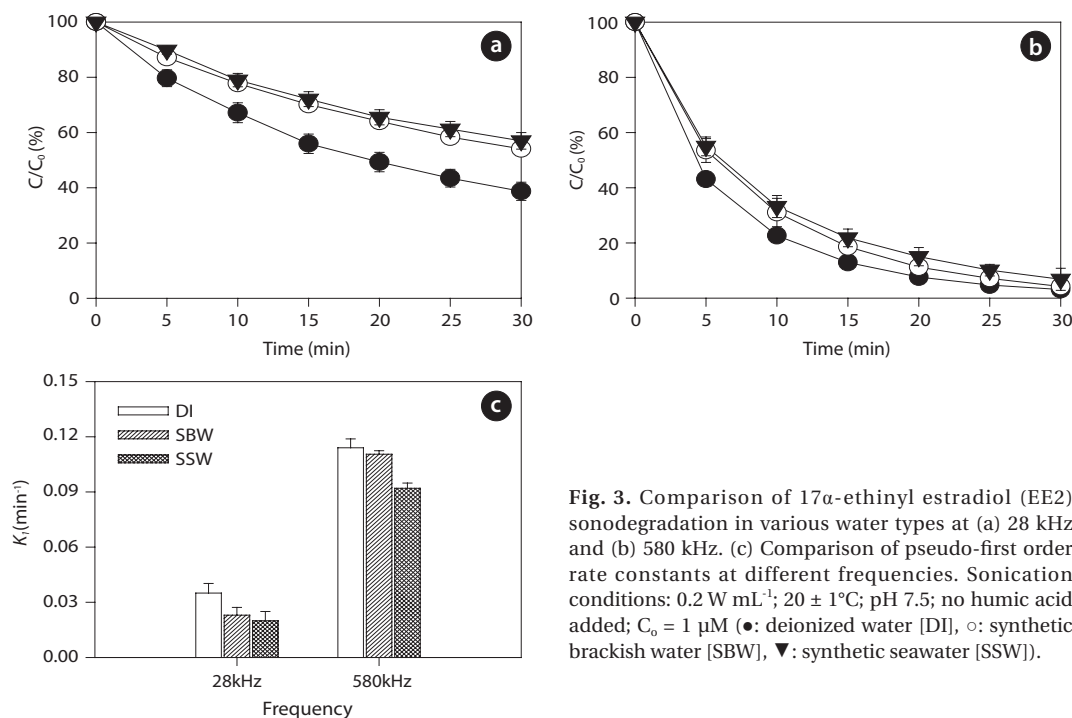 100
80
60
40
20
0
C/C₀ (%)
a
0 5 10 15 20 25 30
Time (min)
100
80
60
40
20
0
C/C₀ (%)
b
0 5 10 15 20 25 30
Time (min)
0.15
0.12
0.09
0.06
0.03
0.00
K₁(min⁻¹)
c
DI
SBW
SSW
28kHz 580kHz
Frequency
Fig. 3. Comparison of 17α-ethinyl estradiol (EE2)
sonodegradation in various water types at (a) 28 kHz
and (b) 580 kHz. (c) Comparison of pseudo-first order
rate constants at different frequencies. Sonication
conditions: 0.2 W mL⁻¹; 20 ± 1°C; pH 7.5; no humic acid
added; Cₒ = 1 μM (●: deionized water [DI], ○: synthetic
brackish water [SBW], ▼: synthetic seawater [SSW]).